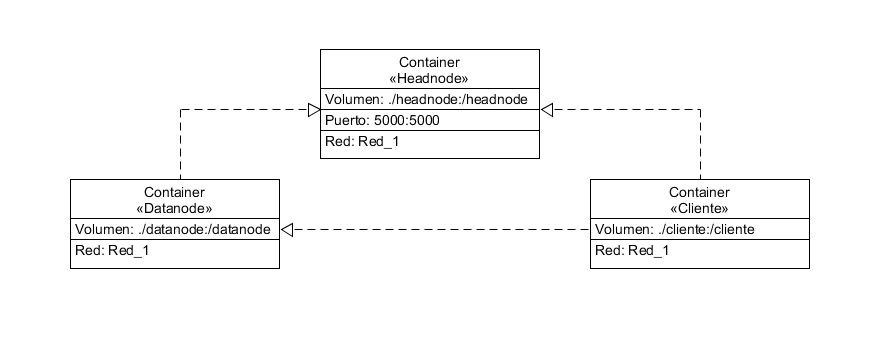 Container
«Headnode»
Volumen: ./headnode:/headnode
Puerto: 5000:5000
Red: Red_1
Container
«Datanode»
Volumen: ./datanode:/datanode
Red: Red_1
Container
«Cliente»
Volumen: ./cliente:/cliente
Red: Red_1